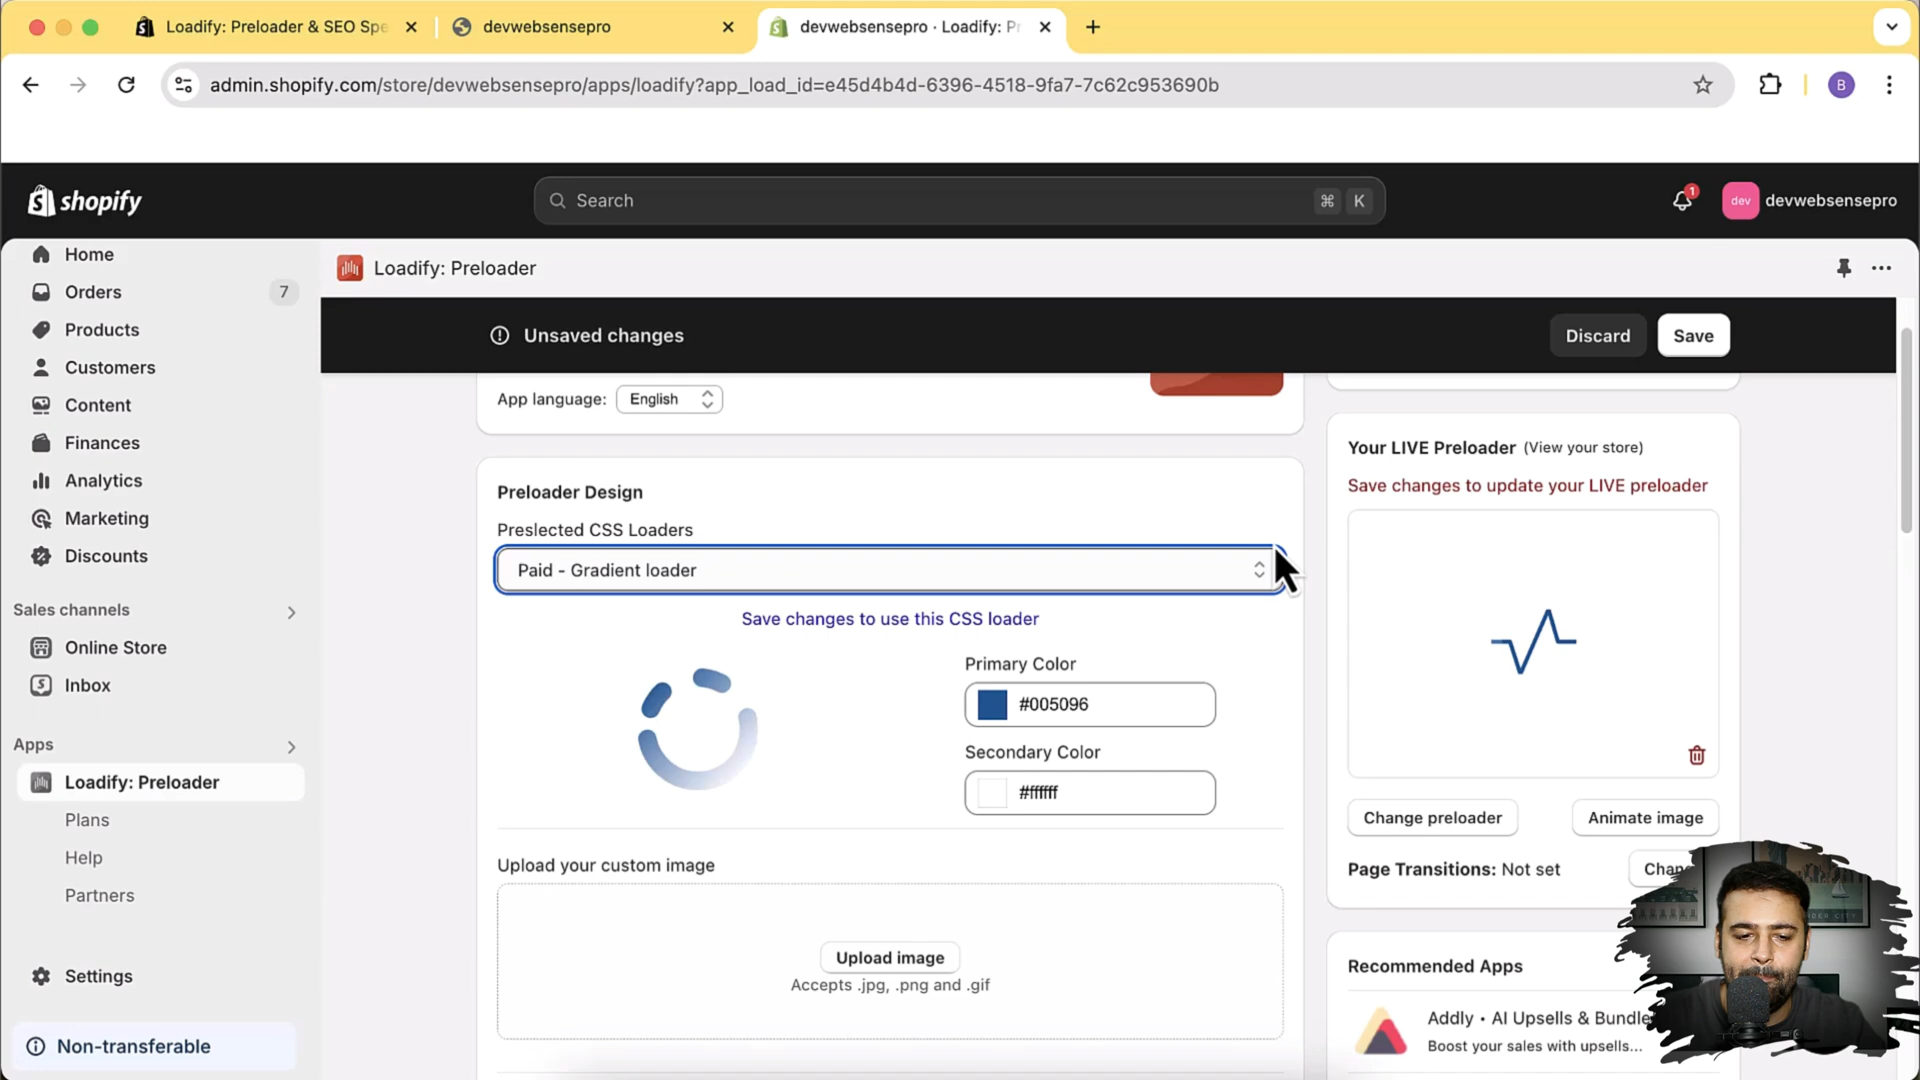 Loadify: Preloader & SEO Spe
devwebsensepro
devwebsensepro · Loadify: Pr
admin.shopify.com/store/devwebsensepro/apps/loadify?app_load_id=e45d4b4d-6396-4518-9fa7-7c62c953690b
B
shopify
Search
⌘ K
1
dev
devwebsensepro
Home
Orders
7
Products
Customers
Content
Finances
Analytics
Marketing
Discounts
Sales channels
Online Store
Inbox
Apps
Loadify: Preloader
Plans
Help
Partners
Settings
Non-transferable
Loadify: Preloader
Unsaved changes
Discard
Save
App language:
English
Preloader Design
Preslected CSS Loaders
Paid - Gradient loader
Save changes to use this CSS loader
Primary Color
#005096
Secondary Color
#ffffff
Upload your custom image
Upload image
Accepts .jpg, .png and .gif
Your LIVE Preloader (View your store)
Save changes to update your LIVE preloader
Change preloader
Animate image
Page Transitions: Not set
Chan
Recommended Apps
Addly • AI Upsells & Bundle
Boost your sales with upsells...